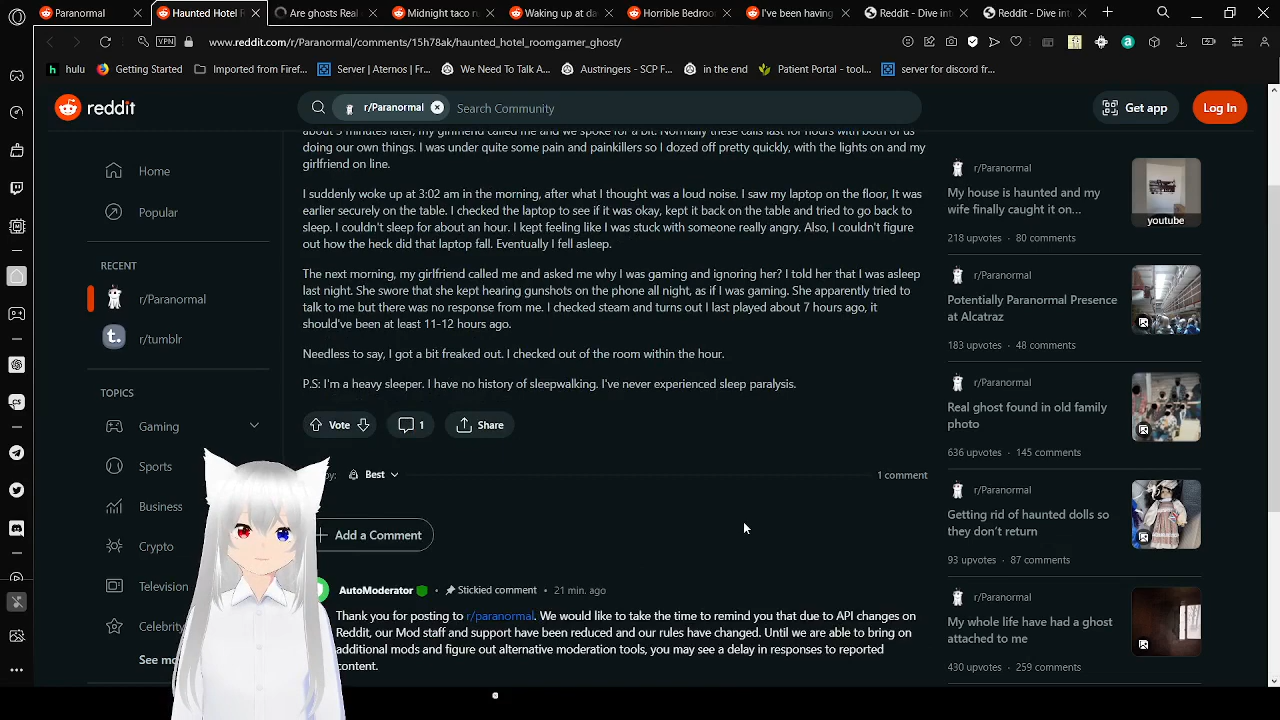 Paranormal
Haunted Hotel R
Are ghosts Real
Midnight taco r
Waking up at da
Horrible Bedroo
I've been having
Reddit - Dive int
Reddit - Dive int
VPN
www.reddit.com/r/Paranormal/comments/15h78ak/haunted_hotel_roomgamer_ghost/
hulu
Getting Started
Imported from Firef...
Server | Aternos | Fr...
We Need To Talk A...
Austringers - SCP F...
in the end
Patient Portal - tool...
server for discord fr...
reddit
r/Paranormal
Search Community
Get app
Log In
Home
Popular
RECENT
r/Paranormal
r/tumblr
TOPICS
Gaming
Sports
Business
Crypto
Television
Celebrity
See mo
about 5 minutes later, my girlfriend called me and we spoke for a bit. Normally these calls last for hours with both of us
doing our own things. I was under quite some pain and painkillers so I dozed off pretty quickly, with the lights on and my
girlfriend on line.
I suddenly woke up at 3:02 am in the morning, after what I thought was a loud noise. I saw my laptop on the floor, It was
earlier securely on the table. I checked the laptop to see if it was okay, kept it back on the table and tried to go back to
sleep. I couldn't sleep for about an hour. I kept feeling like I was stuck with someone really angry. Also, I couldn't figure
out how the heck did that laptop fall. Eventually I fell asleep.
The next morning, my girlfriend called me and asked me why I was gaming and ignoring her? I told her that I was asleep
last night. She swore that she kept hearing gunshots on the phone all night, as if I was gaming. She apparently tried to
talk to me but there was no response from me. I checked steam and turns out I last played about 7 hours ago, it
should've been at least 11-12 hours ago.
Needless to say, I got a bit freaked out. I checked out of the room within the hour.
P.S: I'm a heavy sleeper. I have no history of sleepwalking. I've never experienced sleep paralysis.
Vote
1
Share
by:
Best
1 comment
Add a Comment
AutoModerator
Stickied comment · 21 min. ago
Thank you for posting to r/paranormal. We would like to take the time to remind you that due to API changes on
Reddit, our Mod staff and support have been reduced and our rules have changed. Until we are able to bring on
additional mods and figure out alternative moderation tools, you may see a delay in responses to reported
content.
r/Paranormal
My house is haunted and my
wife finally caught it on...
youtube
218 upvotes · 80 comments
r/Paranormal
Potentially Paranormal Presence
at Alcatraz
183 upvotes · 48 comments
r/Paranormal
Real ghost found in old family
photo
636 upvotes · 145 comments
r/Paranormal
Getting rid of haunted dolls so
they don't return
93 upvotes · 87 comments
r/Paranormal
My whole life have had a ghost
attached to me
430 upvotes · 259 comments